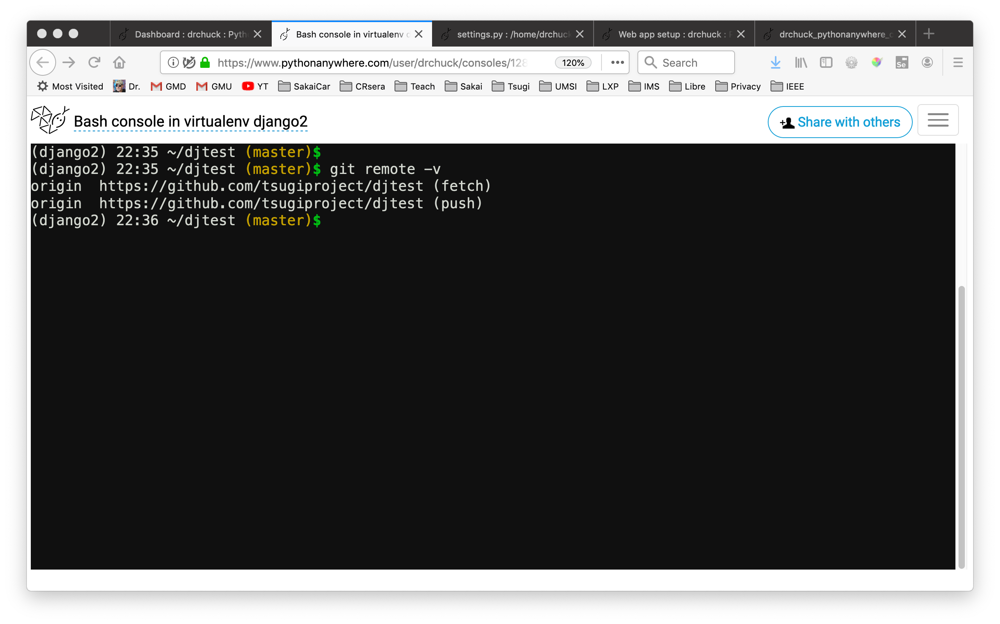 Dashboard : drchuck : Pyth
Bash console in virtualenv d
settings.py : /home/drchuck
Web app setup : drchuck : P
drchuck_pythonanywhere_c
https://www.pythonanywhere.com/user/drchuck/consoles/128
120%
Search
Se
Most Visited
Dr.
GMD
GMU
YT
SakaiCar
CRsera
Teach
Sakai
Tsugi
UMSI
LXP
IMS
Libre
Privacy
IEEE
Bash console in virtualenv django2
Share with others
(django2) 22:35 ~/djtest (master)$
(django2) 22:35 ~/djtest (master)$ git remote -v
origin  https://github.com/tsugiproject/djtest (fetch)
origin  https://github.com/tsugiproject/djtest (push)
(django2) 22:36 ~/djtest (master)$